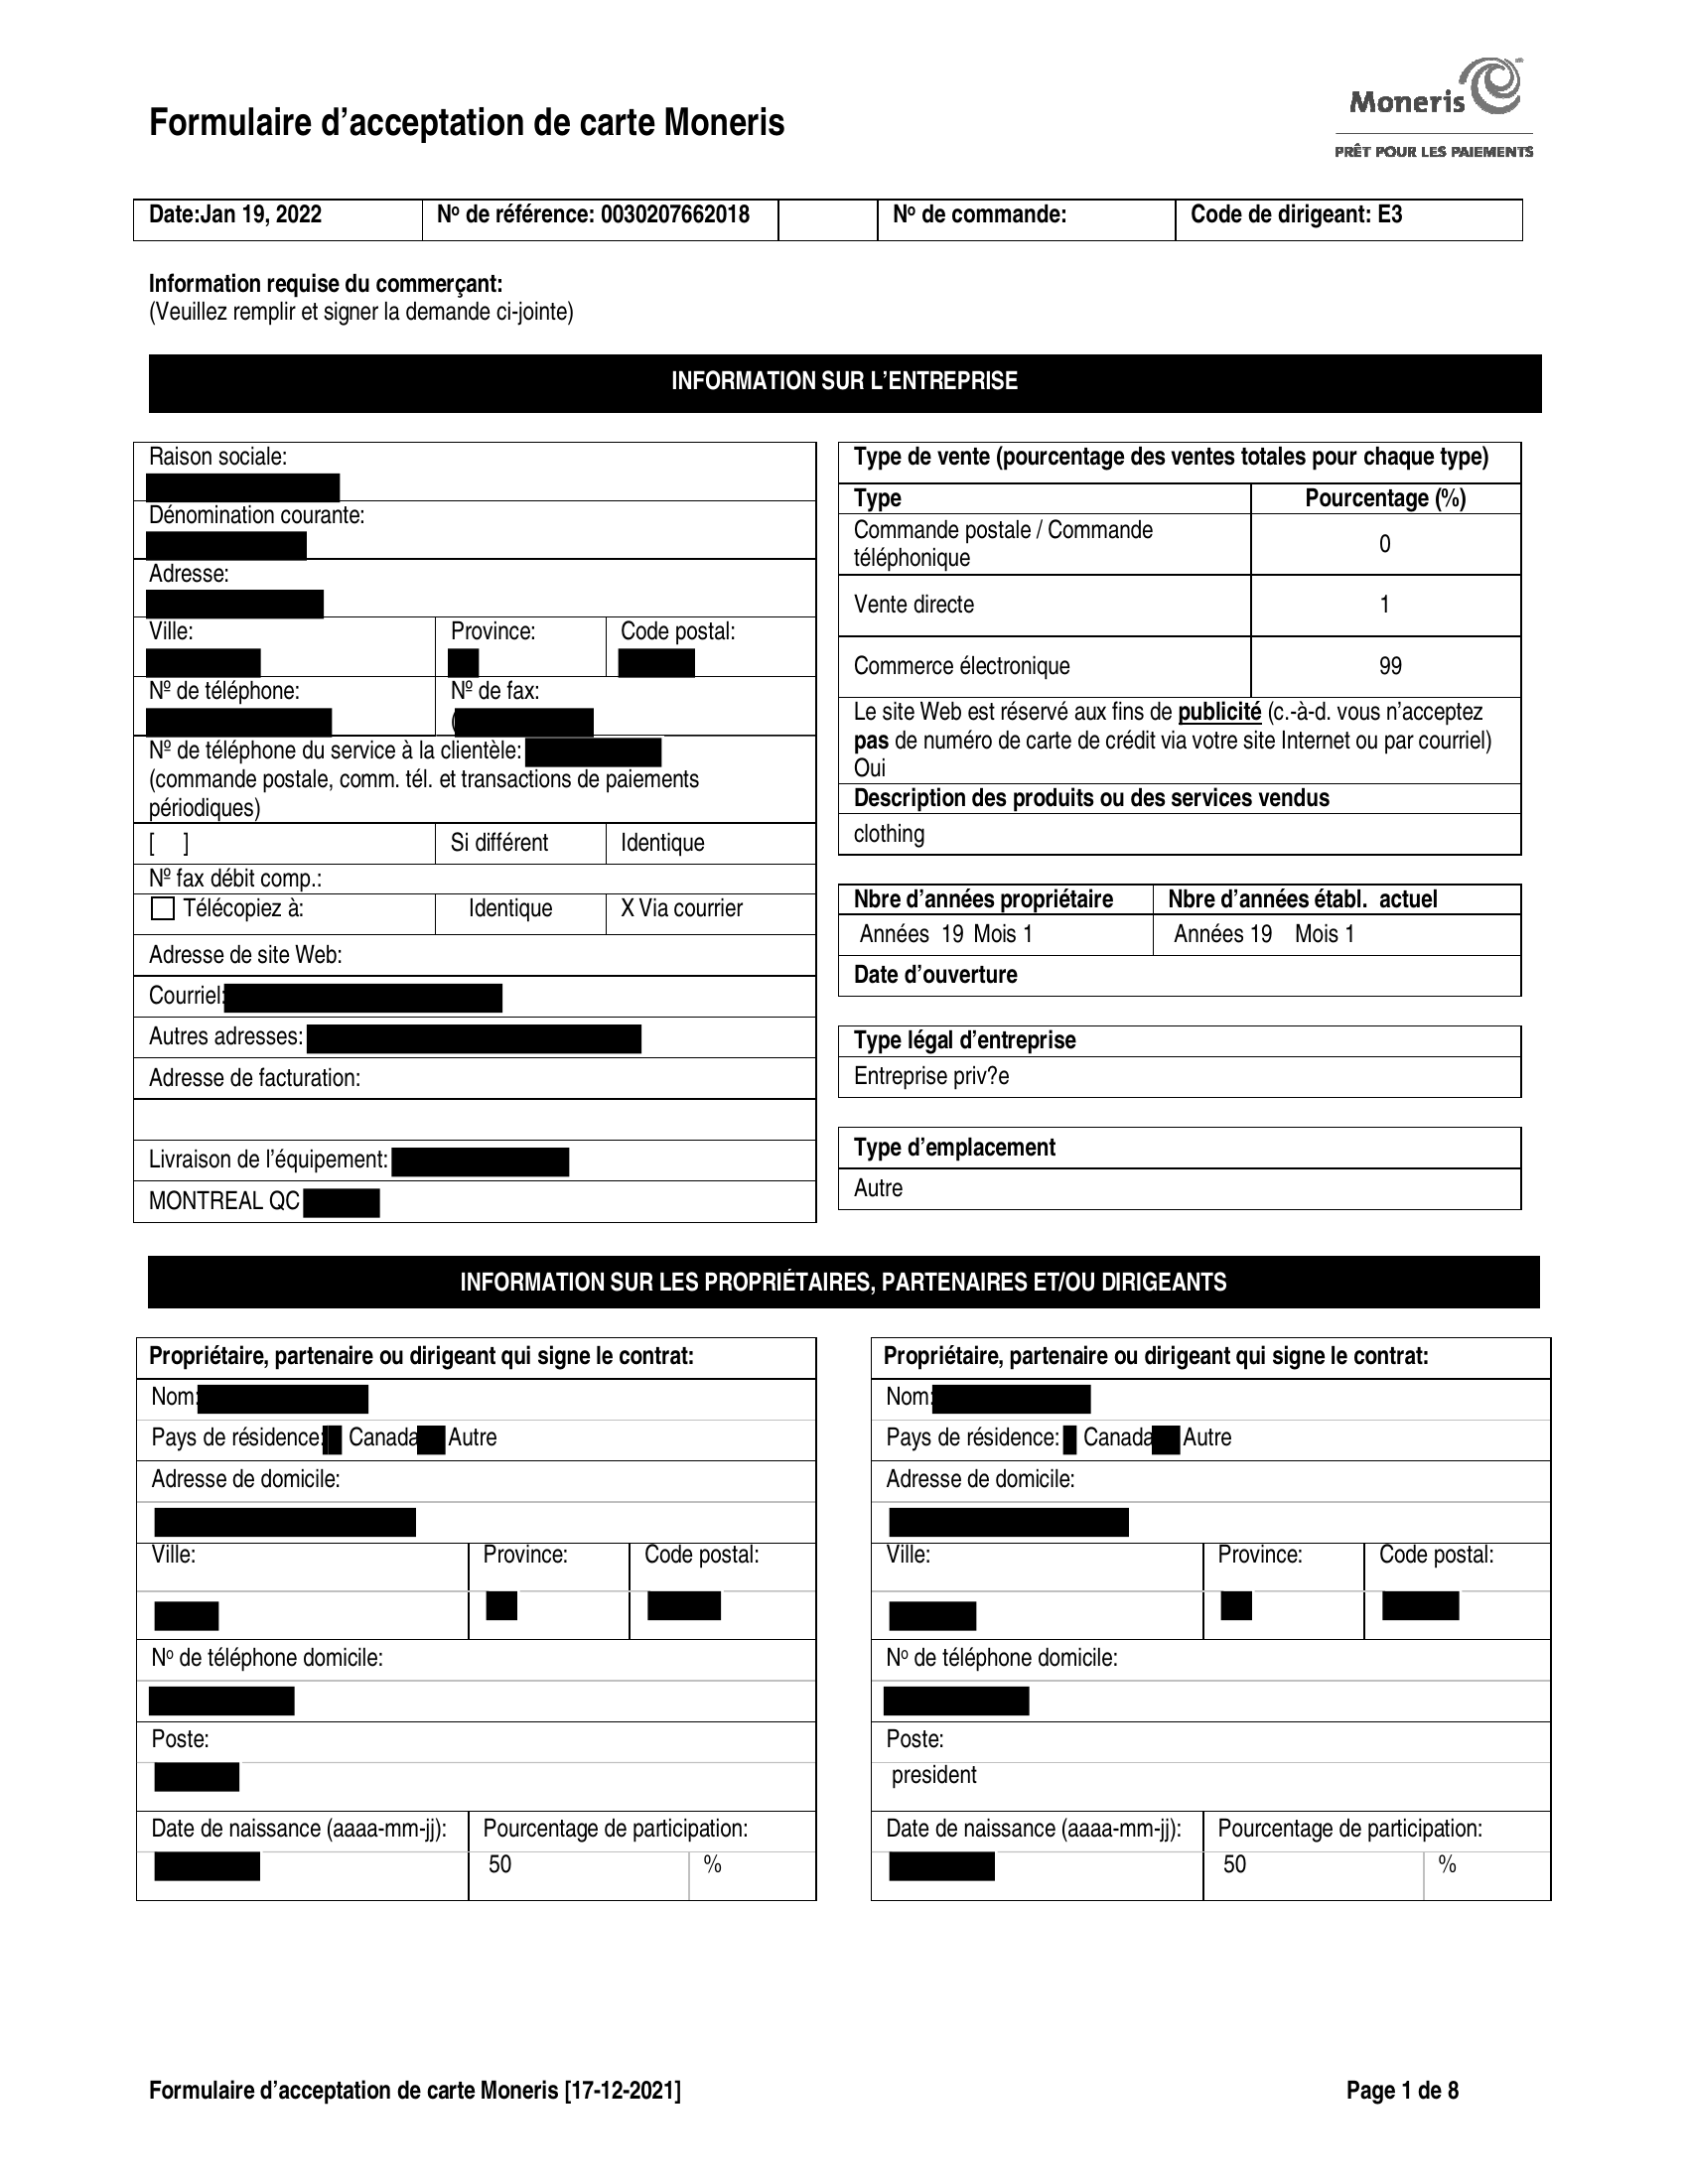 Moneris
PRÊT POUR LES PAIEMENTS
Formulaire d'acceptation de carte Moneris
Date:Jan 19, 2022 Nº de référence: 0030207662018 Nº de commande: Code de dirigeant: E3
Information requise du commerçant:
(Veuillez remplir et signer la demande ci-jointe)
INFORMATION SUR L'ENTREPRISE
Raison sociale:
Dénomination courante:
Adresse:
Ville: Province: Code postal:
Nº de téléphone: Nº de fax:
(
Nº de téléphone du service à la clientèle:
(commande postale, comm. tél. et transactions de paiements
périodiques)
[ ] Si différent Identique
Nº fax débit comp.:
Télécopiez à: Identique X Via courrier
Adresse de site Web:
Courriel:
Autres adresses:
Adresse de facturation:
Livraison de l'équipement:
MONTREAL QC
Type de vente (pourcentage des ventes totales pour chaque type)
Type Pourcentage (%)
Commande postale / Commande
téléphonique 0
Vente directe 1
Commerce électronique 99
Le site Web est réservé aux fins de publicité (c.-à-d. vous n'acceptez
pas de numéro de carte de crédit via votre site Internet ou par courriel)
Oui
Description des produits ou des services vendus
clothing
Nbre d'années propriétaire Nbre d'années établ. actuel
Années 19 Mois 1 Années 19 Mois 1
Date d'ouverture
Type légal d'entreprise
Entreprise priv?e
Type d'emplacement
Autre
INFORMATION SUR LES PROPRIÉTAIRES, PARTENAIRES ET/OU DIRIGEANTS
Propriétaire, partenaire ou dirigeant qui signe le contrat:
Nom:
Pays de résidence: Canada Autre
Adresse de domicile:
Ville: Province: Code postal:
Nº de téléphone domicile:
Poste:
Date de naissance (aaaa-mm-jj): Pourcentage de participation:
50 %
Propriétaire, partenaire ou dirigeant qui signe le contrat:
Nom:
Pays de résidence: Canada Autre
Adresse de domicile:
Ville: Province: Code postal:
Nº de téléphone domicile:
Poste:
president
Date de naissance (aaaa-mm-jj): Pourcentage de participation:
50 %
Formulaire d'acceptation de carte Moneris [17-12-2021] Page 1 de 8